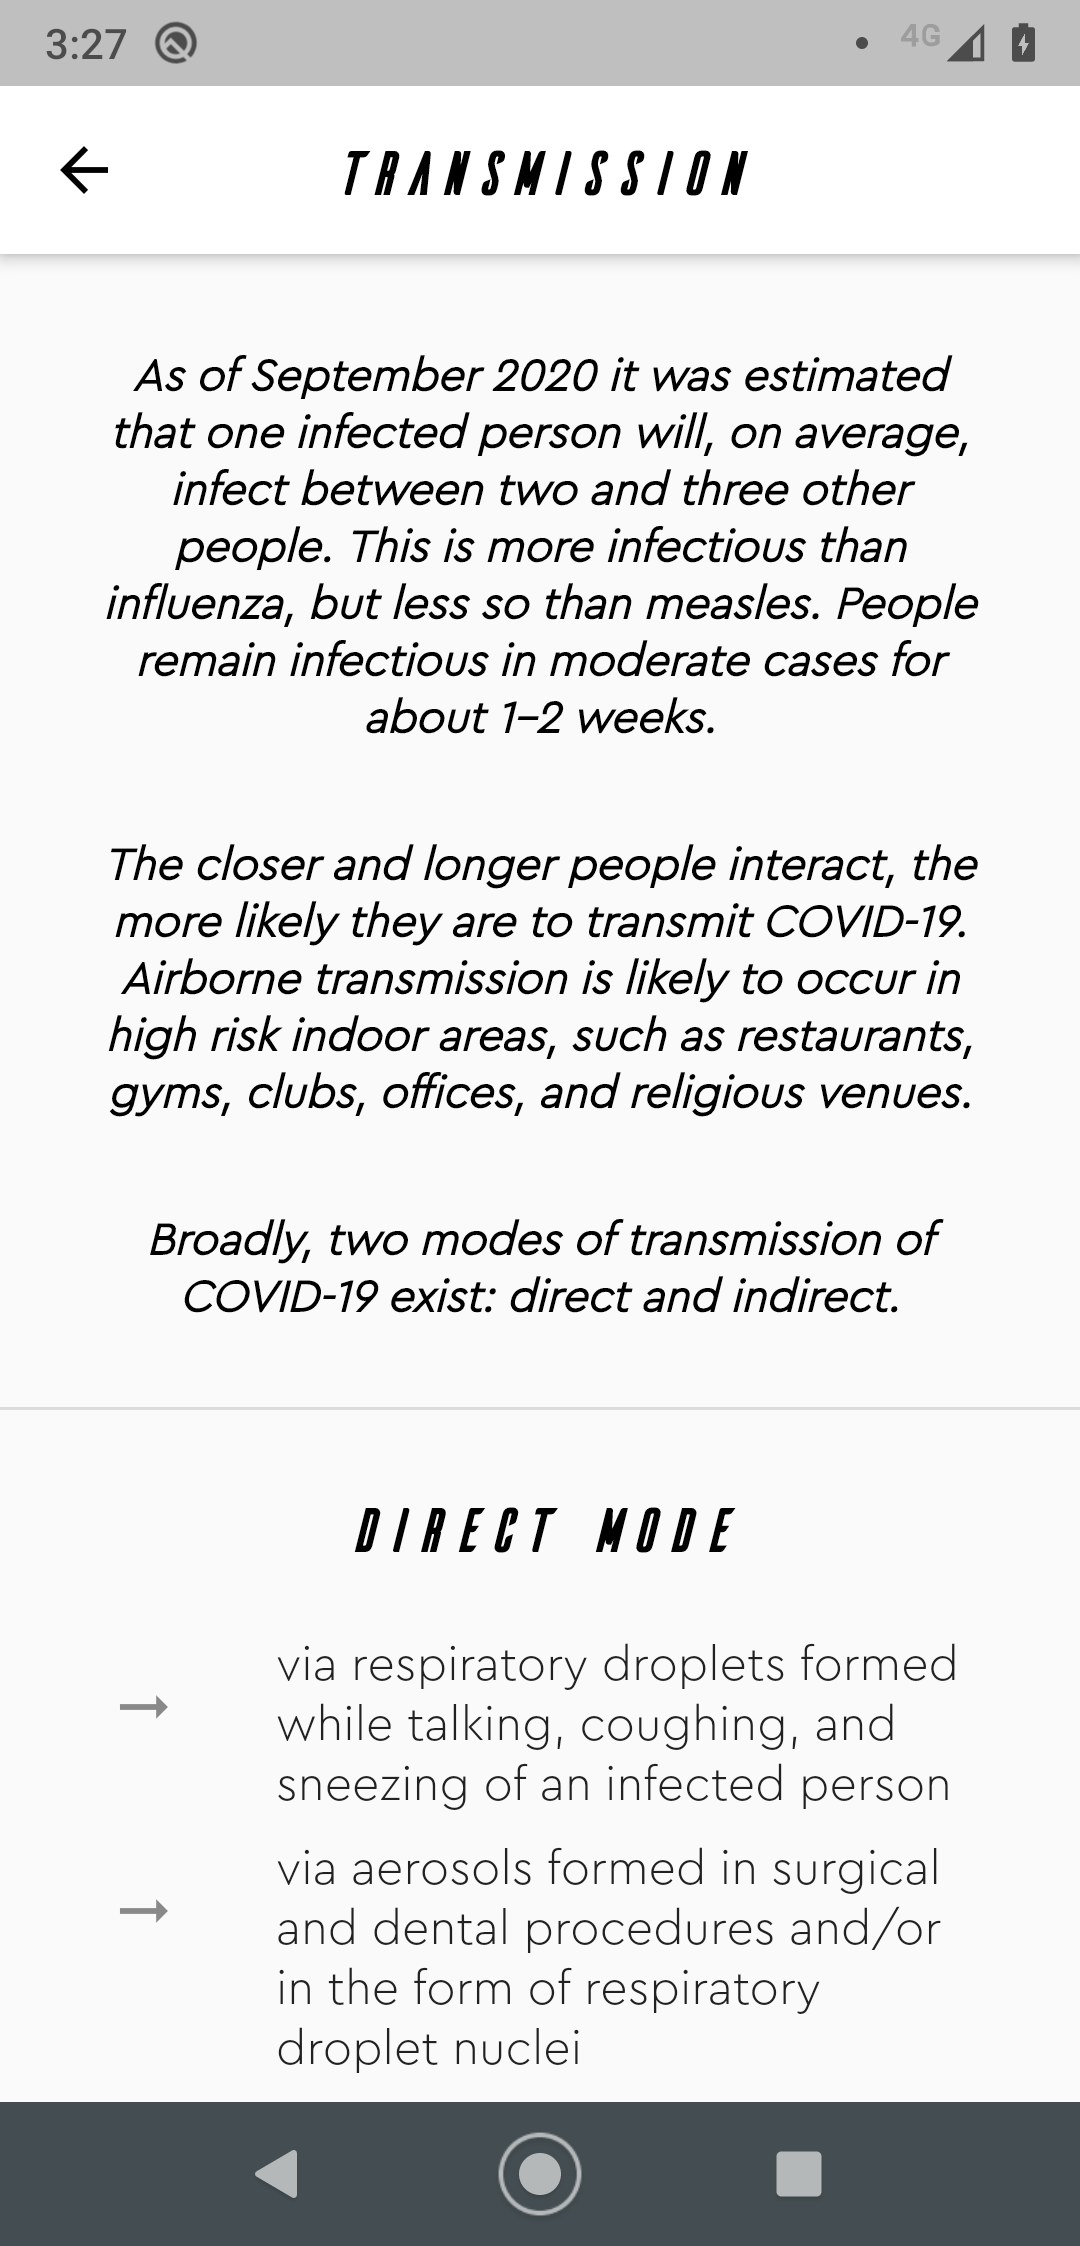 3:27
4G
TRANSMISSION
As of September 2020 it was estimated
that one infected person will, on average,
infect between two and three other
people. This is more infectious than
influenza, but less so than measles. People
remain infectious in moderate cases for
about 1–2 weeks.
The closer and longer people interact, the
more likely they are to transmit COVID-19.
Airborne transmission is likely to occur in
high risk indoor areas, such as restaurants,
gyms, clubs, offices, and religious venues.
Broadly, two modes of transmission of
COVID-19 exist: direct and indirect.
DIRECT MODE
via respiratory droplets formed
while talking, coughing, and
sneezing of an infected person
via aerosols formed in surgical
and dental procedures and/or
in the form of respiratory
droplet nuclei